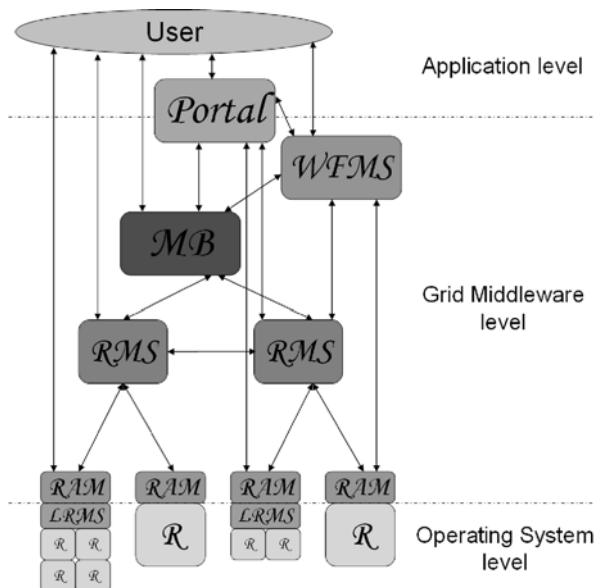 User
Application level
Portal
WFMS
MB
Grid Middleware
level
RMS RMS
RAM RAM RAM RAM
LRMS LRMS
R R R R R R
Operating System
level
R R